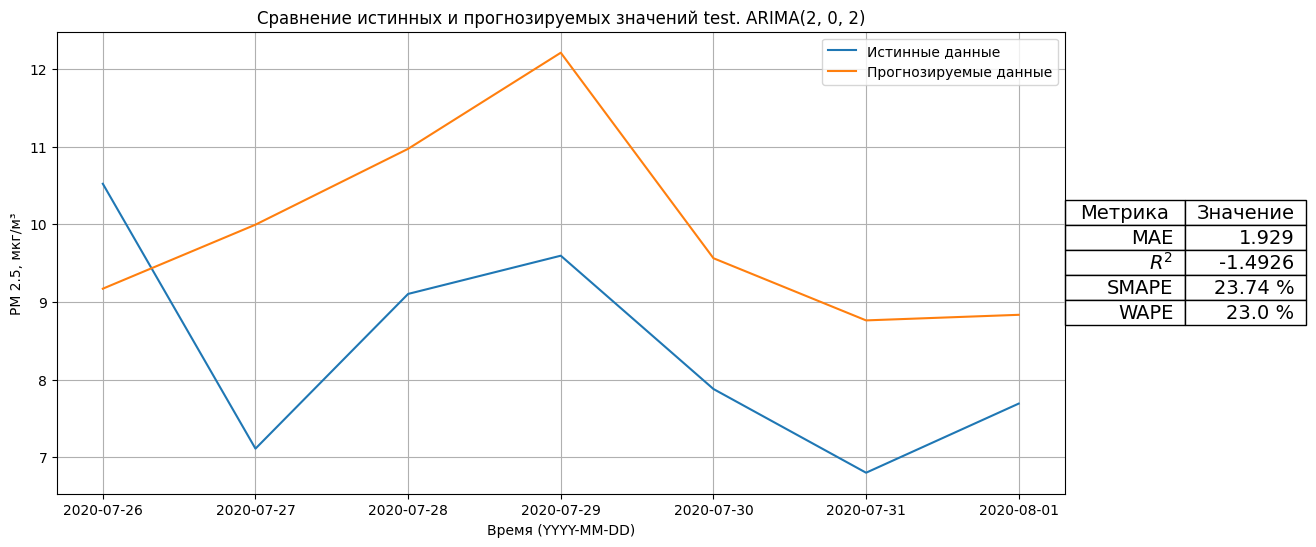 Сравнение истинных и прогнозируемых значений test. ARIMA(2, 0, 2)
Истинные данные
Прогнозируемые данные
PM 2.5, мкг/м³
12
11
10
9
8
7
2020-07-26 2020-07-27 2020-07-28 2020-07-29 2020-07-30 2020-07-31 2020-08-01
Время (YYYY-MM-DD)
Метрика Значение
MAE 1.929
R² -1.4926
SMAPE 23.74 %
WAPE 23.0 %